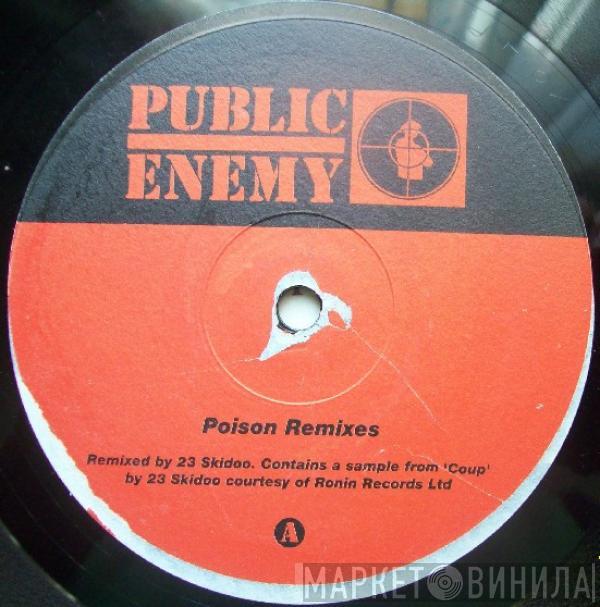 PUBLIC
ENEMY
Poison Remixes
Remixed by 23 Skidoo. Contains a sample from 'Coup'
by 23 Skidoo courtesy of Ronin Records Ltd
A
МАРКЕТ ВИНИЛА